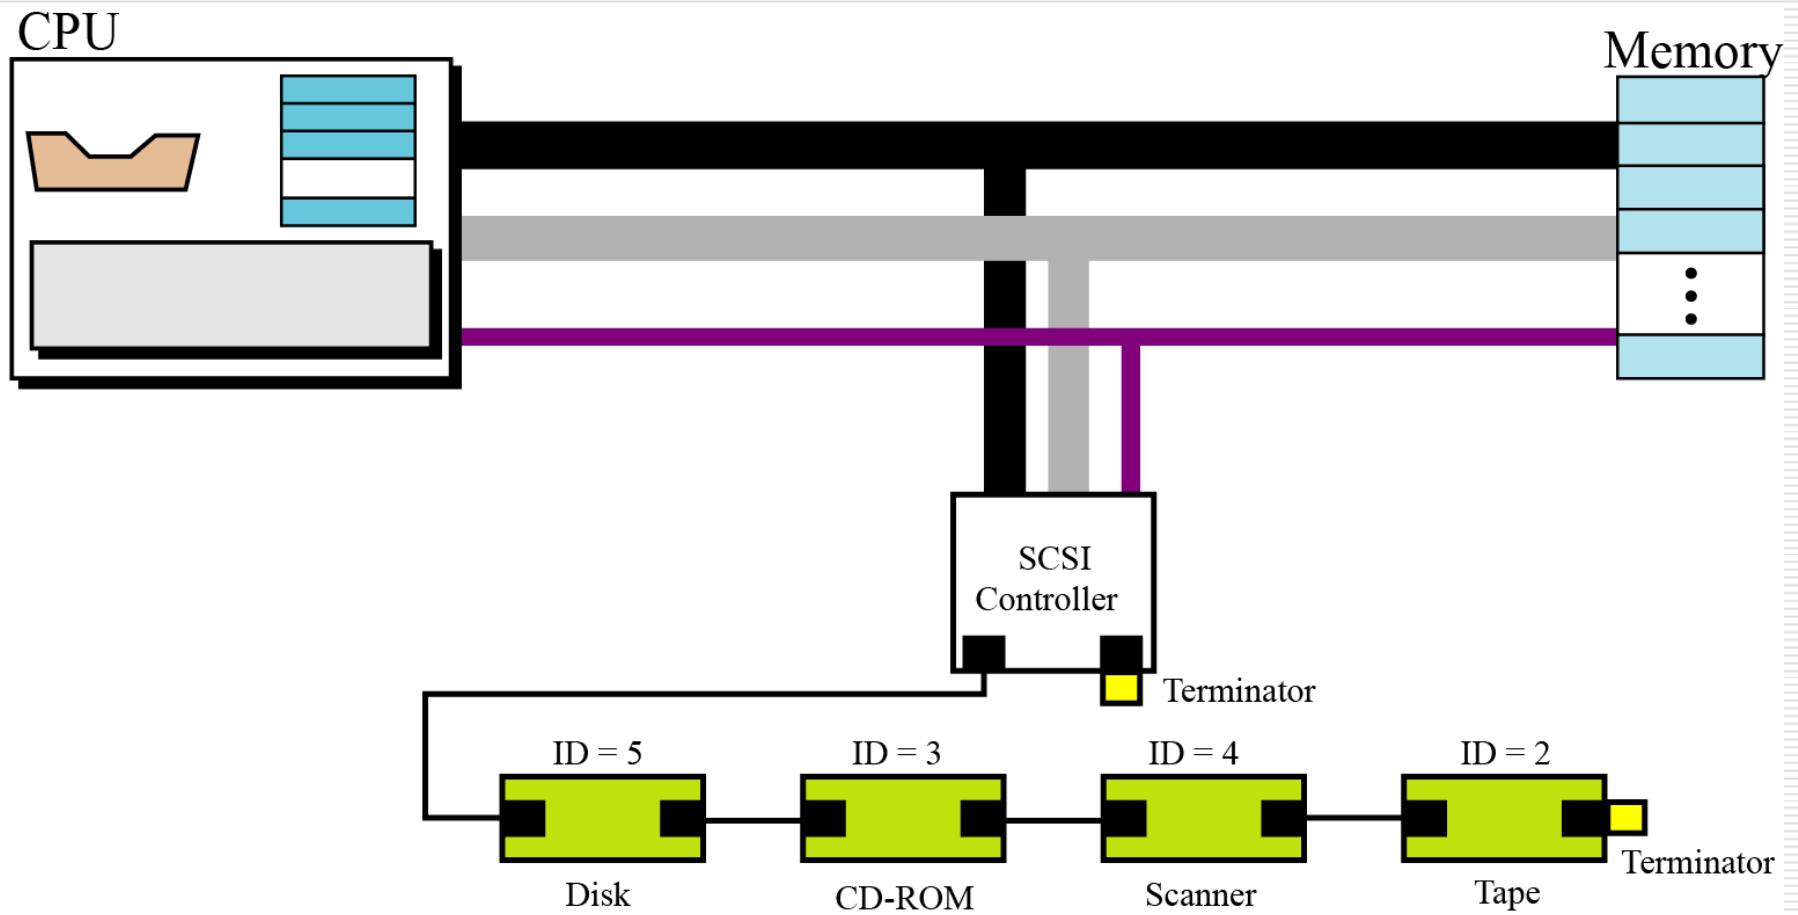 CPU
Memory
SCSI
Controller
Terminator
ID = 5
ID = 3
ID = 4
ID = 2
Terminator
Disk
CD-ROM
Scanner
Tape